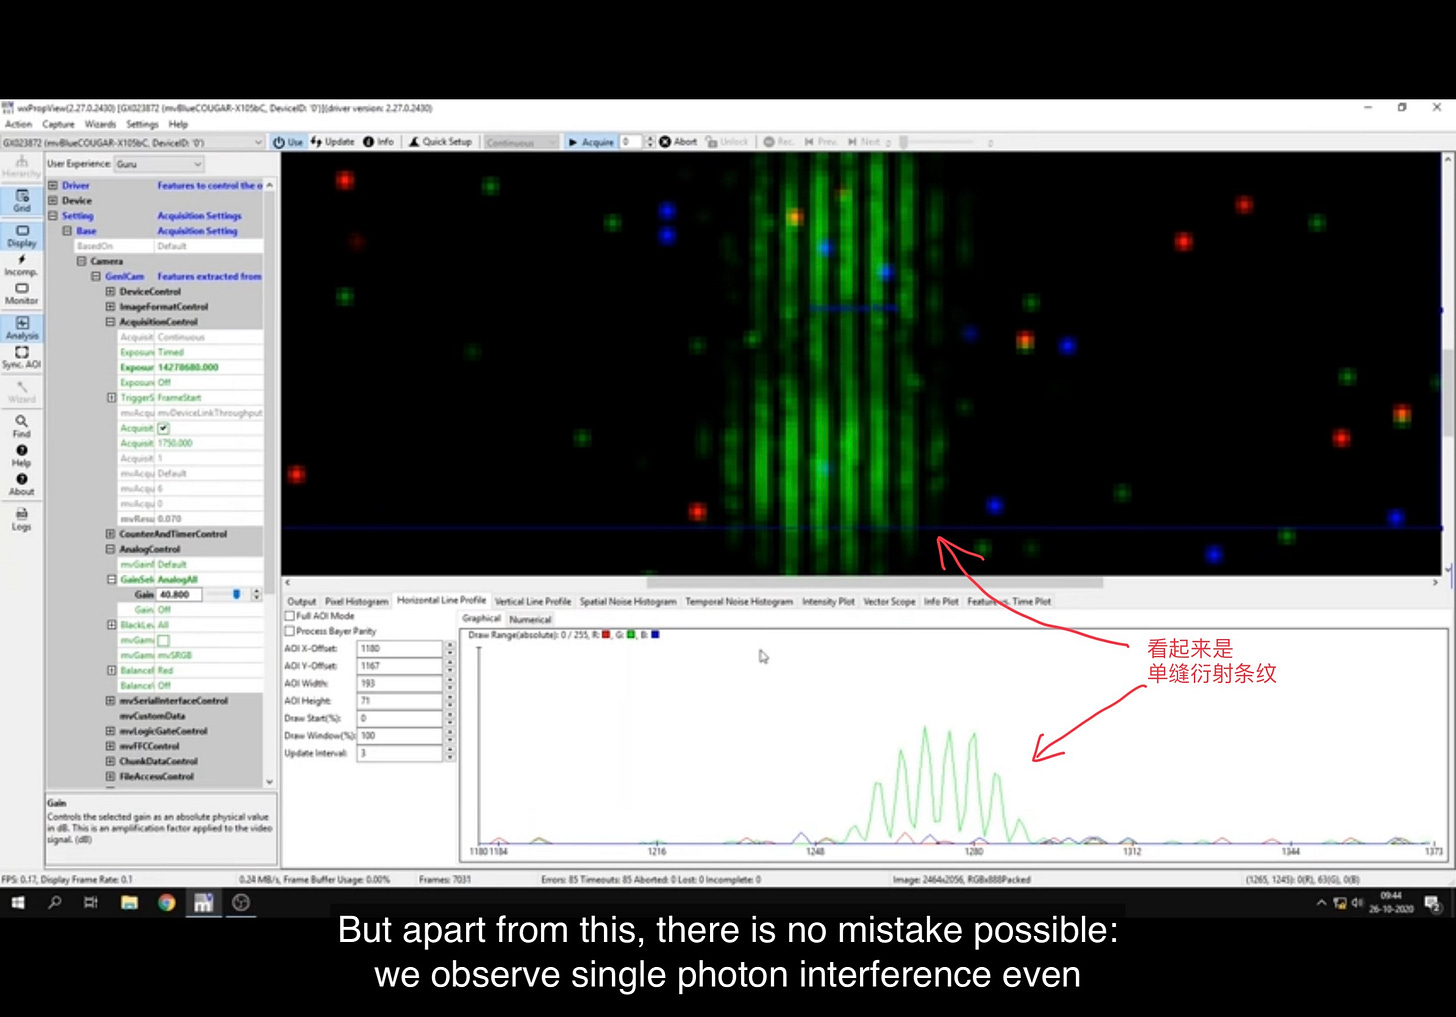 wxPropView(2.27.0.2430) [GX023872 (mvBlueCOUGAR-X105bC, DeviceID: '0')](driver version: 2.27.0.2430)
Action Capture Wizards Settings Help
GX023872 (mvBlueCOUGAR-X105bC, DeviceID: '0') Use Update Info Quick Setup Continuous Acquire 0 Abort Unlock Rec. Prev. Next 0 0
Hierarchy
Grid
Display
Incomp.
Monitor
Analysis
Sync. AOI
Wizard
Find
Help
About
Logs
User Experience: Guru
Driver Features to control the o
Device
Setting Acquisition Settings
Base Acquisition Setting
BasedOn Default
Camera
GenICam Features extracted from
DeviceControl
ImageFormatControl
AcquisitionControl
Acquisit Continuous
Exposur Timed
Exposur 14278680.000
Exposur Off
TriggerS FrameStart
mvAcqu mvDeviceLinkThroughput
Acquisit
Acquisit 1750.000
Acquisit 1
mvAcqu Default
mvAcqu 6
mvAcqu 0
mvResu 0.070
CounterAndTimerControl
AnalogControl
mvGainI Default
GainSele AnalogAll
Gain 40.800
Gain Off
BlackLev All
mvGam
mvGam mvSRGB
Balancel Red
Balancel Off
mvSerialInterfaceControl
mvCustomData
mvLogicGateControl
mvFFCControl
ChunkDataControl
FileAccessControl
Gain
Controls the selected gain as an absolute physical value
in dB. This is an amplification factor applied to the video
signal. (dB)
Output Pixel Histogram Horizontal Line Profile Vertical Line Profile Spatial Noise Histogram Temporal Noise Histogram Intensity Plot Vector Scope Info Plot Feature vs. Time Plot
Full AOI Mode
Process Bayer Parity
AOI X-Offset: 1180
AOI Y-Offset: 1167
AOI Width: 193
AOI Height: 71
Draw Start(%): 0
Draw Window(%): 100
Update Interval: 3
Graphical Numerical
Draw Range(absolute): 0 / 255, R: G: B:
1180 1184 1216 1248 1280 1312 1344 1373
看起来是
单缝衍射条纹
FPS: 0.17, Display Frame Rate: 0.1 0.24 MB/s, Frame Buffer Usage: 0.00% Frames: 7031 Errors: 85 Timeouts: 85 Aborted: 0 Lost: 0 Incomplete: 0 Image: 2464x2056, RGBx888Packed (1265, 1245): 0(R), 63(G), 0(B)
09:44
26-10-2020
But apart from this, there is no mistake possible:
we observe single photon interference even